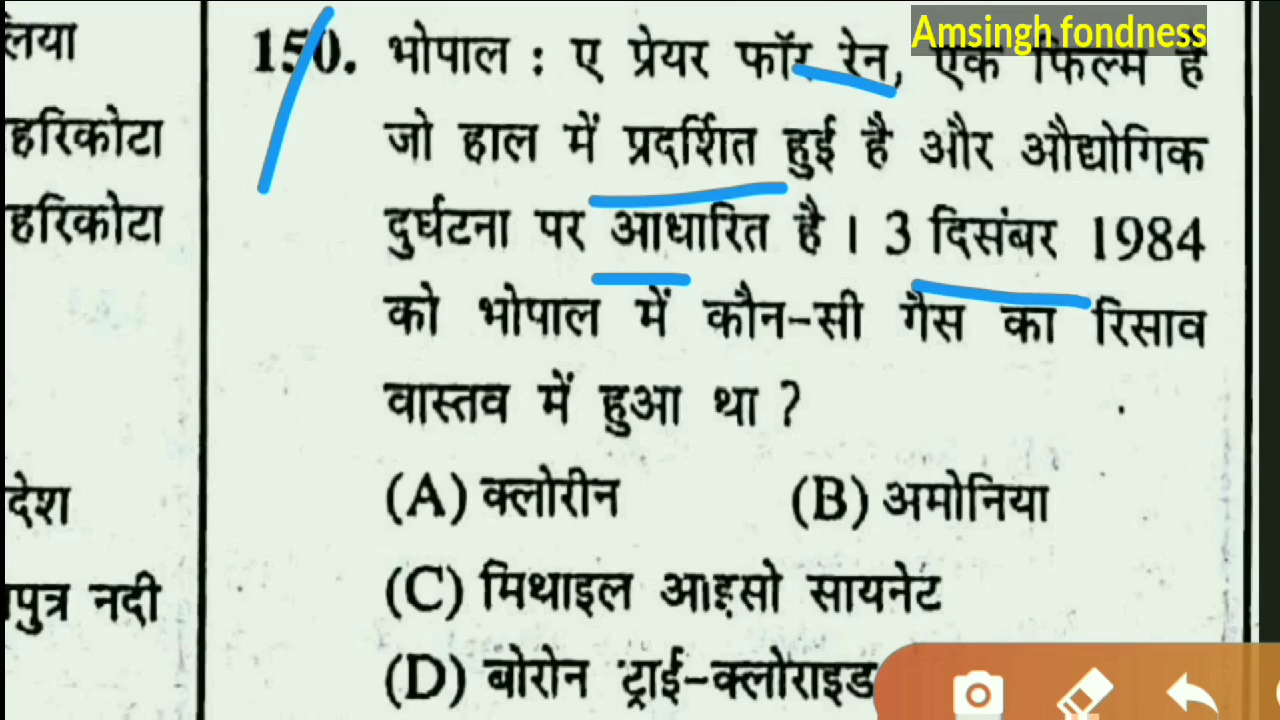 Amsingh fondness
लिया
हरिकोटा
हरिकोटा
देश
पुत्र नदी
150. भोपाल : ए प्रेयर फॉर रेन, एक फिल्म है
जो हाल में प्रदर्शित हुई है और औद्योगिक
दुर्घटना पर आधारित है । 3 दिसंबर 1984
को भोपाल में कौन-सी गैस का रिसाव
वास्तव में हुआ था ?
(A) क्लोरीन (B) अमोनिया
(C) मिथाइल आइसो सायनेट
(D) बोरोन ट्राई-क्लोराइड